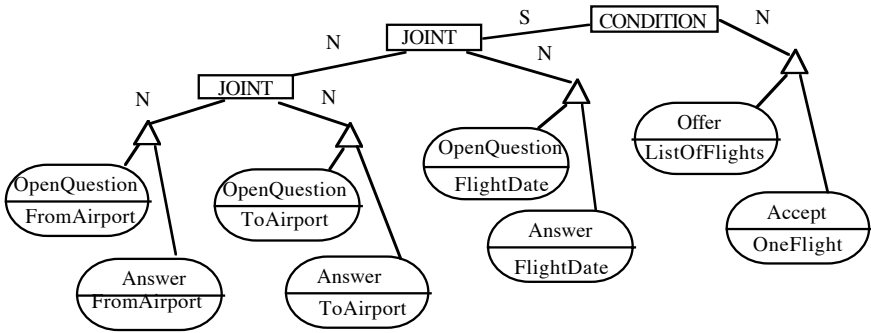 S
CONDITION
N
JOINT
N
N
JOINT
N
N
Offer
ListOfFlights
OpenQuestion
FlightDate
OpenQuestion
FromAirport
OpenQuestion
ToAirport
Accept
OneFlight
Answer
FlightDate
Answer
FromAirport
Answer
ToAirport